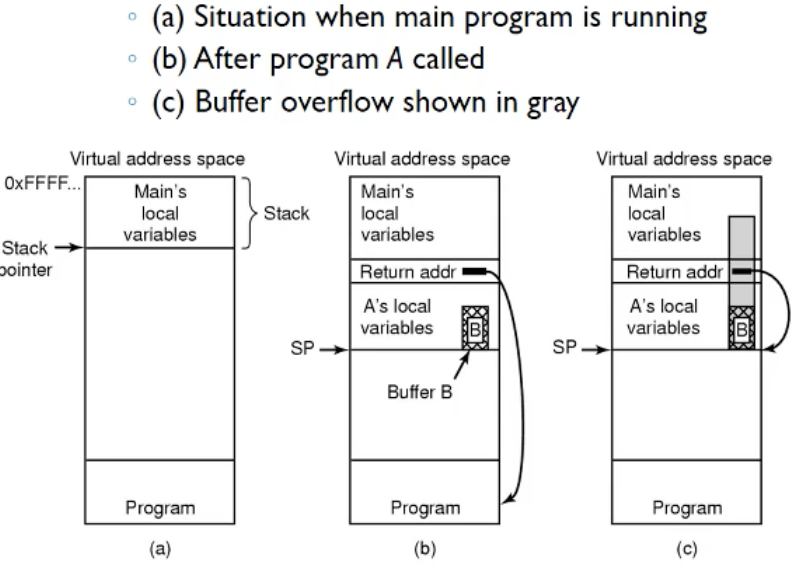 ◦ (a) Situation when main program is running
◦ (b) After program A called
◦ (c) Buffer overflow shown in gray
Virtual address space
0xFFFF...
Main's
local
variables
Stack
Stack
pointer
Program
(a)
Virtual address space
Main's
local
variables
Return addr
A's local
variables
B
SP
Buffer B
Program
(b)
Virtual address space
Main's
local
variables
Return addr
A's local
variables
B
SP
Program
(c)